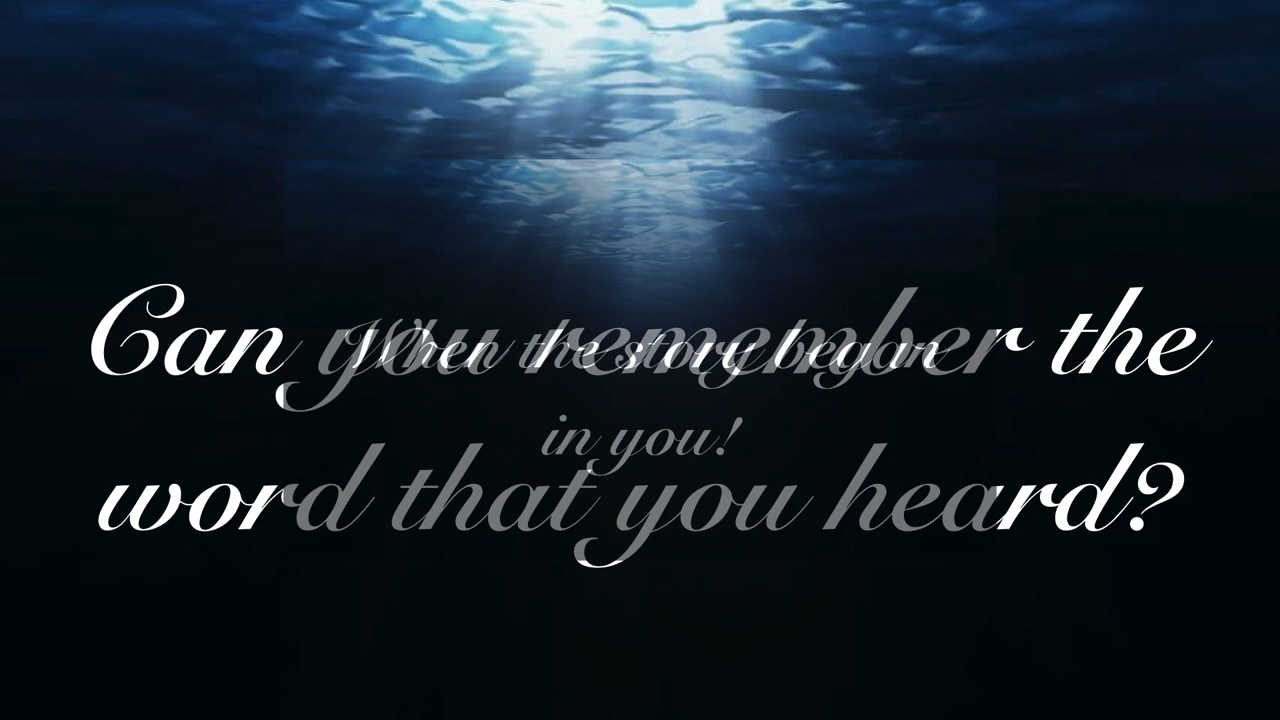 Can you remember the
When the story began
in you!
word that you heard?